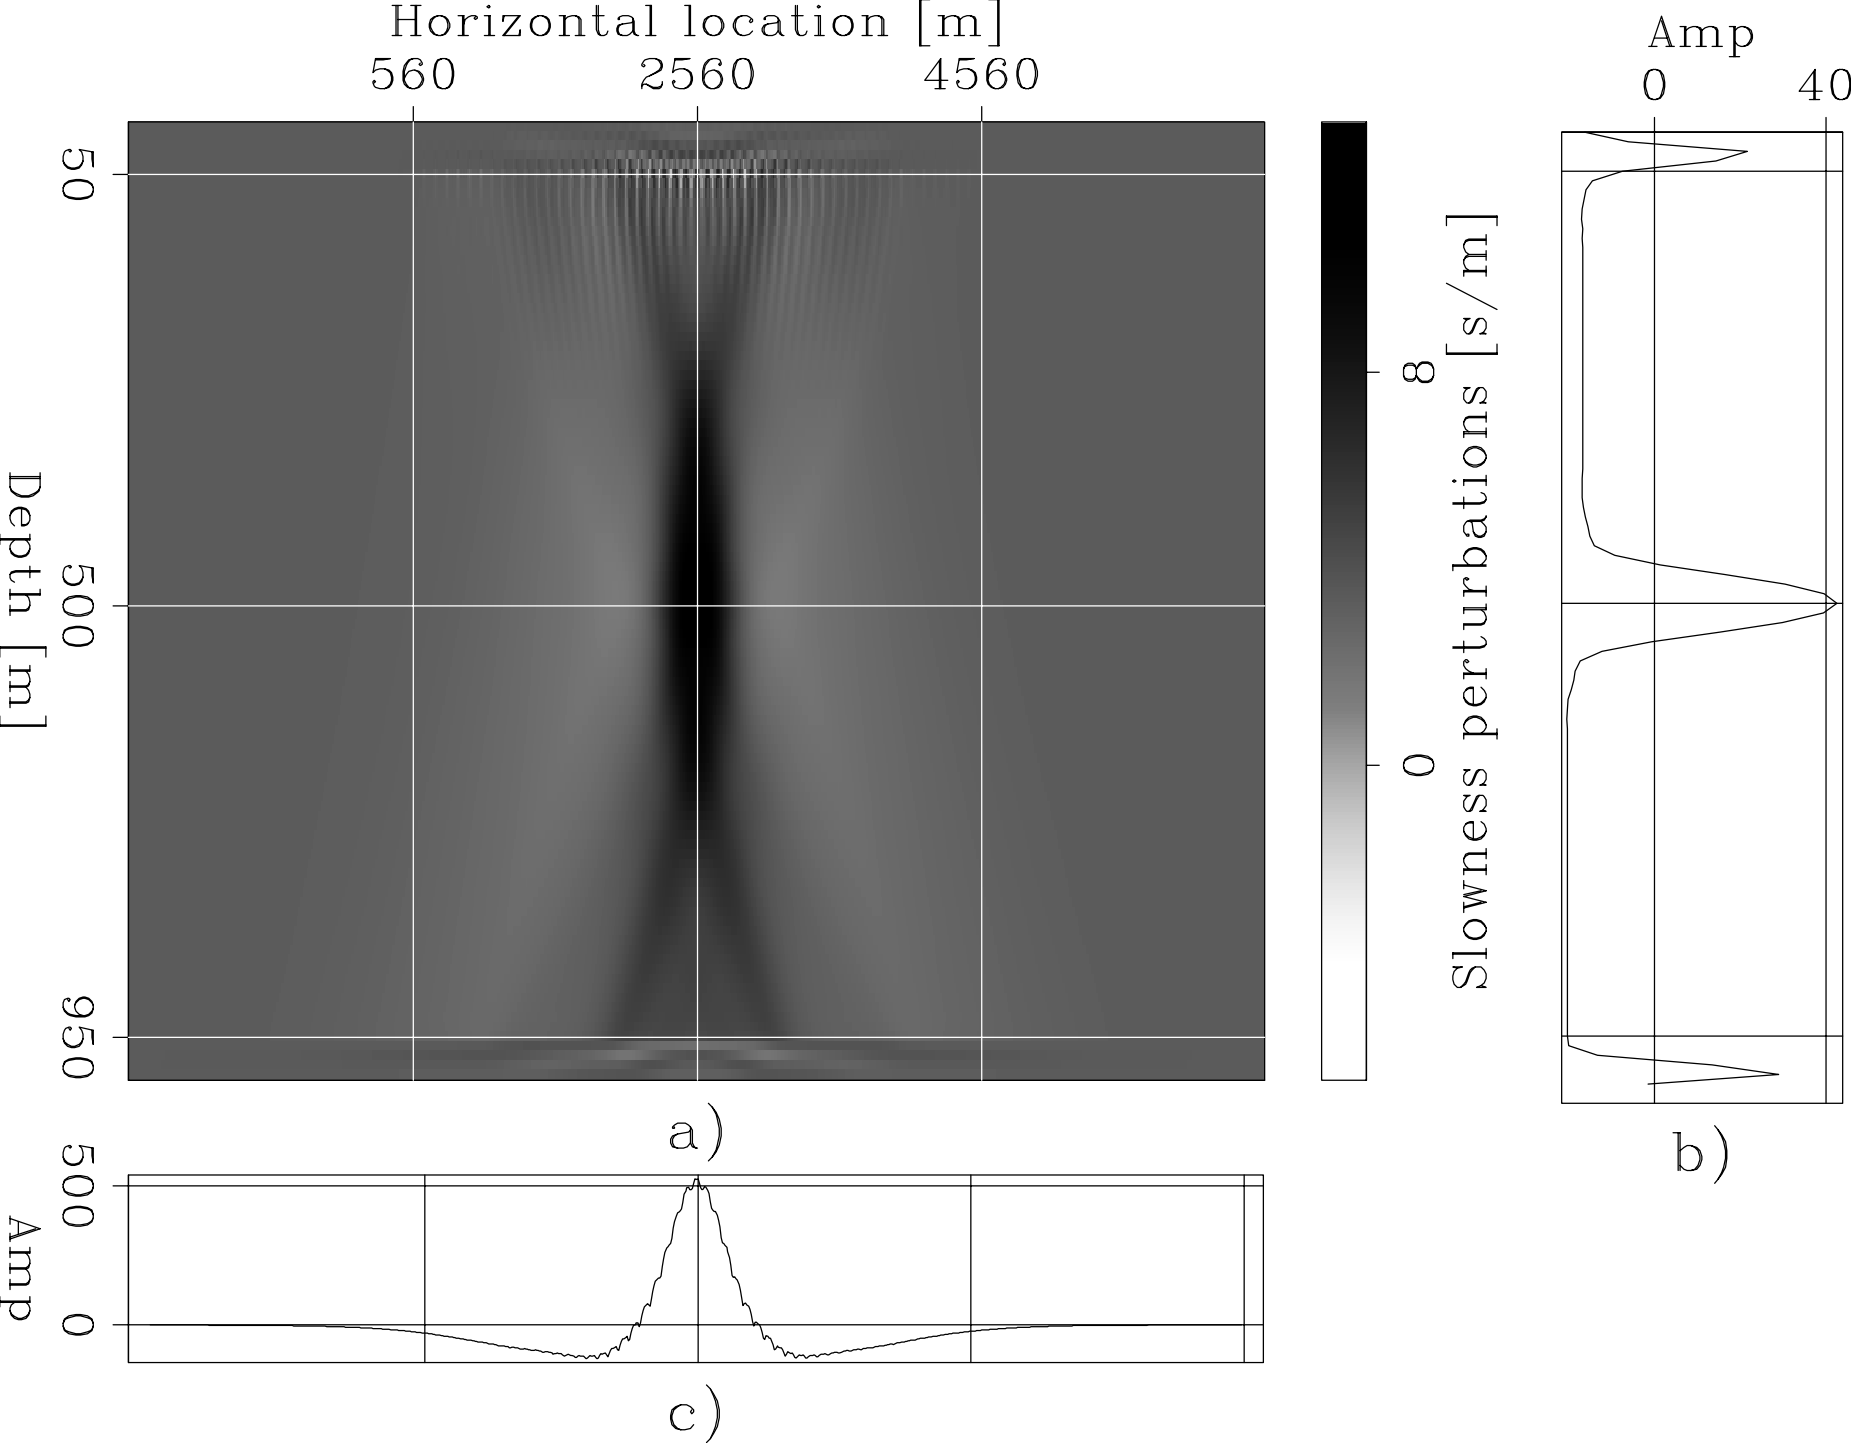 Horizontal location [m]
560 2560 4560
50
500
950
Depth [m]
8
0
Slowness perturbations [s/m]
a)
Amp
0 40
b)
500
0
Amp
c)